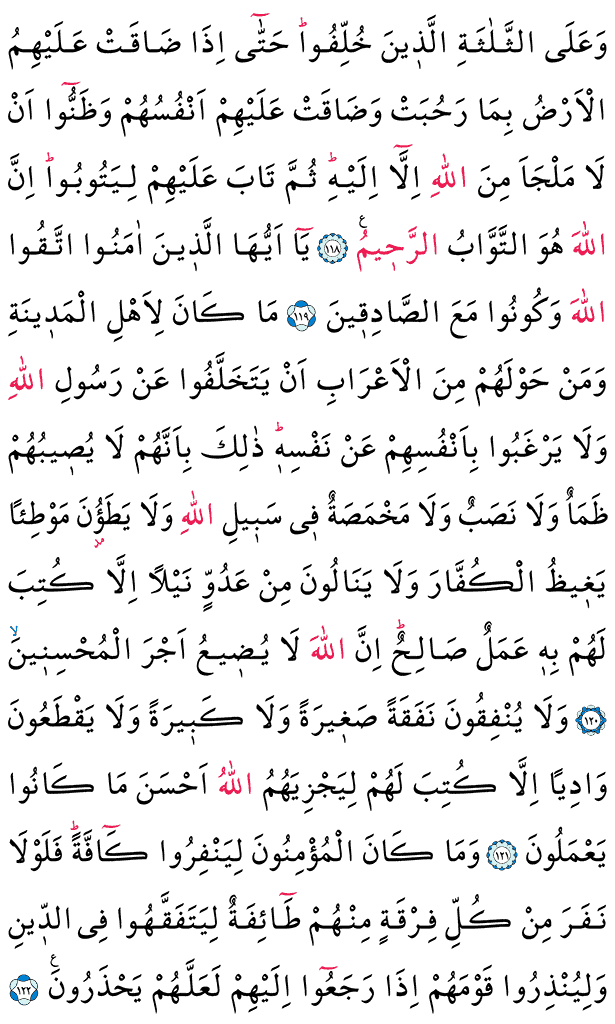 وَعَلَى الثَّلٰثَةِ الَّذ۪ينَ خُلِّفُواۜ حَتّٰٓى اِذَا ضَاقَتْ عَلَيْهِمُ
الْاَرْضُ بِمَا رَحُبَتْ وَضَاقَتْ عَلَيْهِمْ اَنْفُسُهُمْ وَظَنُّٓوا اَنْ
لَا مَلْجَاَ مِنَ اللّٰهِ اِلَّٓا اِلَيْهِۜ ثُمَّ تَابَ عَلَيْهِمْ لِيَتُوبُواۜ اِنَّ
اللّٰهَ هُوَ التَّوَّابُ الرَّح۪يمُ۟ ﴿١١٨﴾ يَٓا اَيُّهَا الَّذ۪ينَ اٰمَنُوا اتَّقُوا
اللّٰهَ وَكُونُوا مَعَ الصَّادِق۪ينَ ﴿١١٩﴾ مَا كَانَ لِاَهْلِ الْمَد۪ينَةِ
وَمَنْ حَوْلَهُمْ مِنَ الْاَعْرَابِ اَنْ يَتَخَلَّفُوا عَنْ رَسُولِ اللّٰهِ
وَلَا يَرْغَبُوا بِاَنْفُسِهِمْ عَنْ نَفْسِه۪ۜ ذٰلِكَ بِاَنَّهُمْ لَا يُص۪يبُهُمْ
ظَمَأٌ وَلَا نَصَبٌ وَلَا مَخْمَصَةٌ ف۪ي سَب۪يلِ اللّٰهِ وَلَا يَطَؤُ۫نَ مَوْطِئًا
يَغ۪يظُ الْكُفَّارَ وَلَا يَنَالُونَ مِنْ عَدُوٍّ نَيْلًا اِلَّا كُتِبَ
لَهُمْ بِه۪ عَمَلٌ صَالِحٌۜ اِنَّ اللّٰهَ لَا يُض۪يعُ اَجْرَ الْمُحْسِن۪ينَۙ
﴿١٢٠﴾ وَلَا يُنْفِقُونَ نَفَقَةً صَغ۪يرَةً وَلَا كَب۪يرَةً وَلَا يَقْطَعُونَ
وَادِيًا اِلَّا كُتِبَ لَهُمْ لِيَجْزِيَهُمُ اللّٰهُ اَحْسَنَ مَا كَانُوا
يَعْمَلُونَ ﴿١٢١﴾ وَمَا كَانَ الْمُؤْمِنُونَ لِيَنْفِرُوا كَٓافَّةًۜ فَلَوْلَا
نَفَرَ مِنْ كُلِّ فِرْقَةٍ مِنْهُمْ طَٓائِفَةٌ لِيَتَفَقَّهُوا فِي الدّ۪ينِ
وَلِيُنْذِرُوا قَوْمَهُمْ اِذَا رَجَعُٓوا اِلَيْهِمْ لَعَلَّهُمْ يَحْذَرُونَ۟ ﴿١٢٢﴾